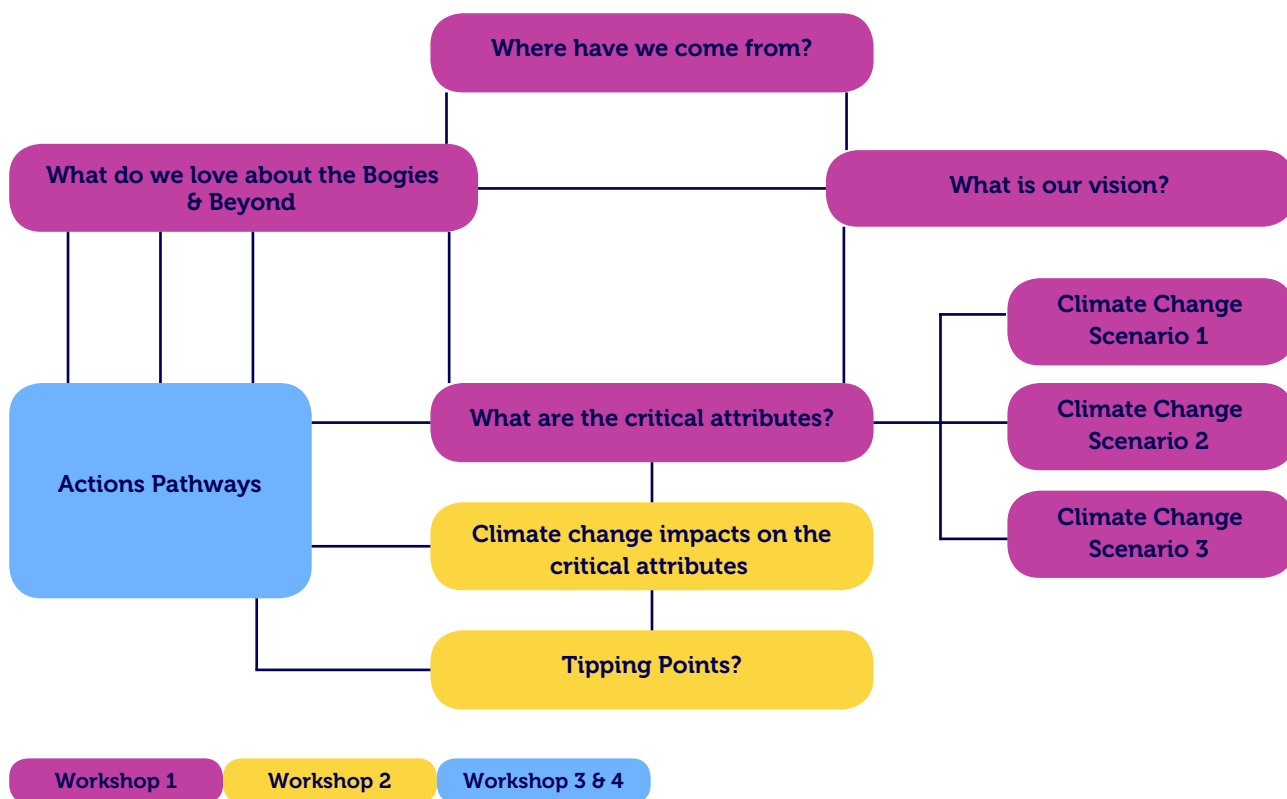 Where have we come from?
What do we love about the Bogies
& Beyond
What is our vision?
Climate Change
Scenario 1
What are the critical attributes?
Climate Change
Scenario 2
Actions Pathways
Climate change impacts on the
critical attributes
Climate Change
Scenario 3
Tipping Points?
Workshop 1
Workshop 2
Workshop 3 & 4